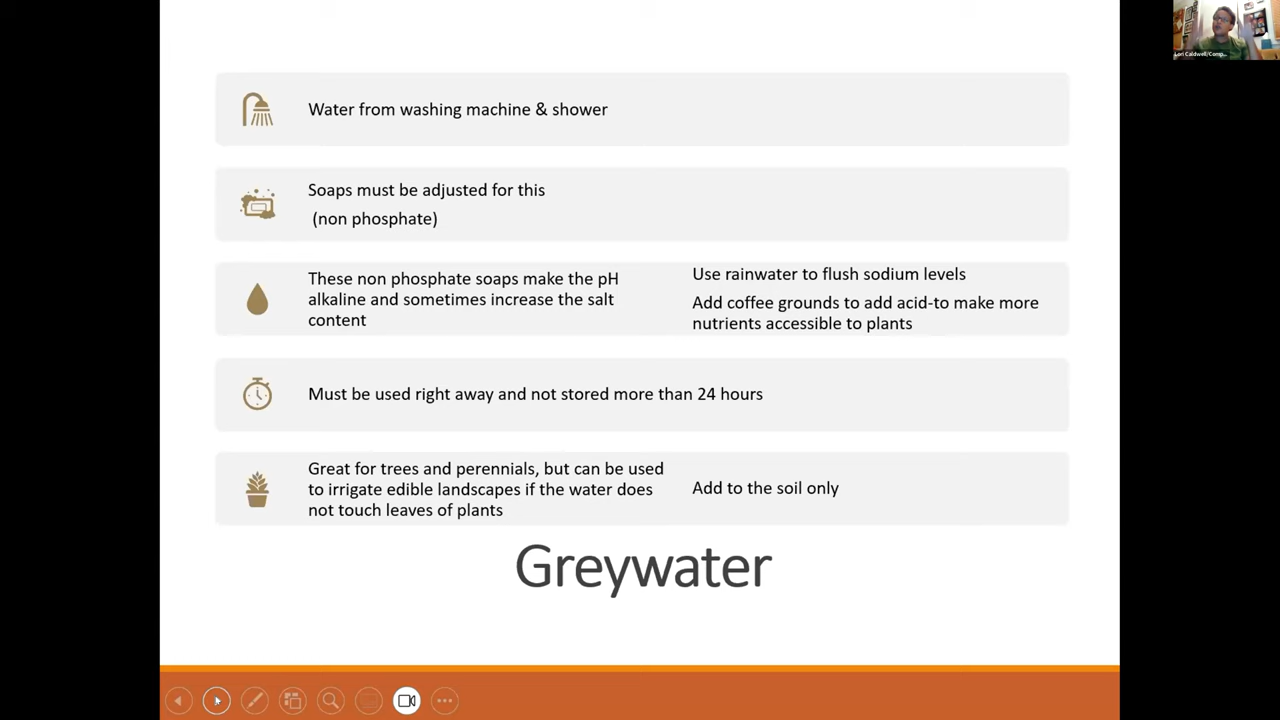 Water from washing machine & shower
Soaps must be adjusted for this
(non phosphate)
These non phosphate soaps make the pH
alkaline and sometimes increase the salt
content
Use rainwater to flush sodium levels
Add coffee grounds to add acid-to make more
nutrients accessible to plants
Must be used right away and not stored more than 24 hours
Great for trees and perennials, but can be used
to irrigate edible landscapes if the water does
not touch leaves of plants
Add to the soil only
Greywater
Lori Caldwell/Comp...